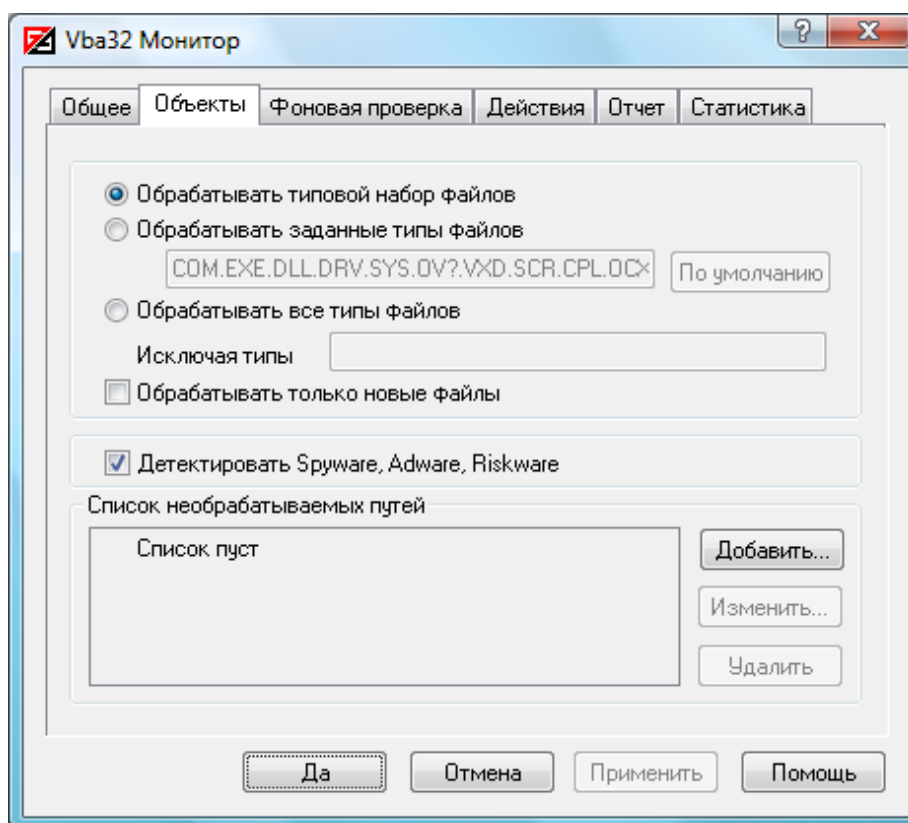 Vba32 Монитор
Общее Объекты Фоновая проверка Действия Отчет Статистика
Обрабатывать типовой набор файлов
Обрабатывать заданные типы файлов
COM.EXE.DLL.DRV.SYS.OV?.VXD.SCR.CPL.OCX По умолчанию
Обрабатывать все типы файлов
Исключая типы
Обрабатывать только новые файлы
Детектировать Spyware, Adware, Riskware
Список необрабатываемых путей
Список пуст
Добавить...
Изменить...
Удалить
Да Отмена Применить Помощь